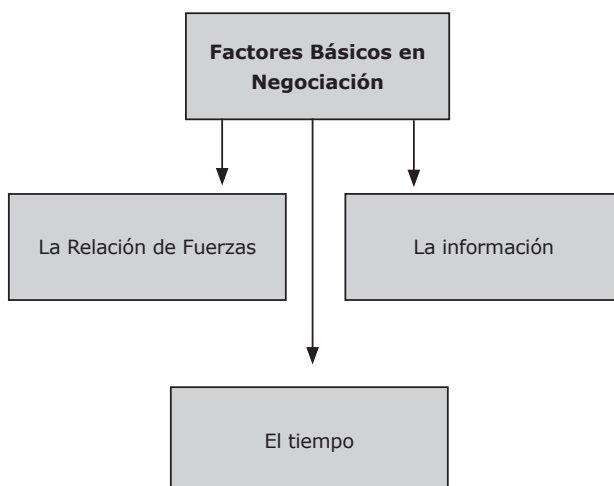 Factores Básicos en
Negociación
La Relación de Fuerzas
La información
El tiempo